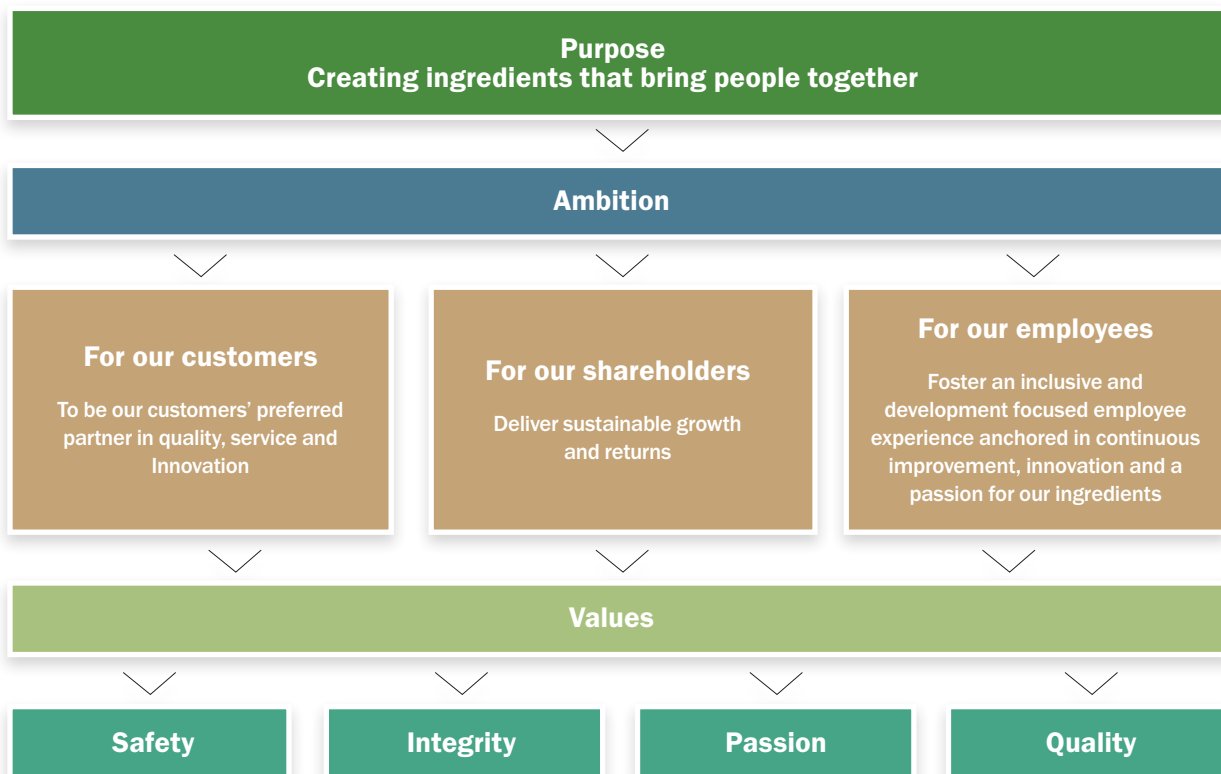 Purpose
Creating ingredients that bring people together
Ambition
For our customers
To be our customers’ preferred
partner in quality, service and
Innovation
For our shareholders
Deliver sustainable growth
and returns
For our employees
Foster an inclusive and
development focused employee
experience anchored in continuous
improvement, innovation and a
passion for our ingredients
Values
Safety
Integrity
Passion
Quality